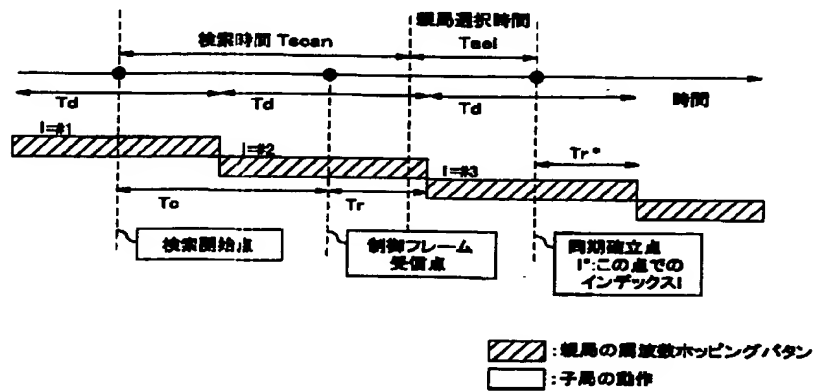 親局選択時間
検索時間 Tscan
Tsel
Td
Td
Td
時間
I=#1
I=#2
I=#3
Tr*
Tc
Tr
検索開始点
制御フレーム
受信点
同期確立点
I*:この点での
インデックスI
:親局の周波数ホッピングパタン
:子局の動作